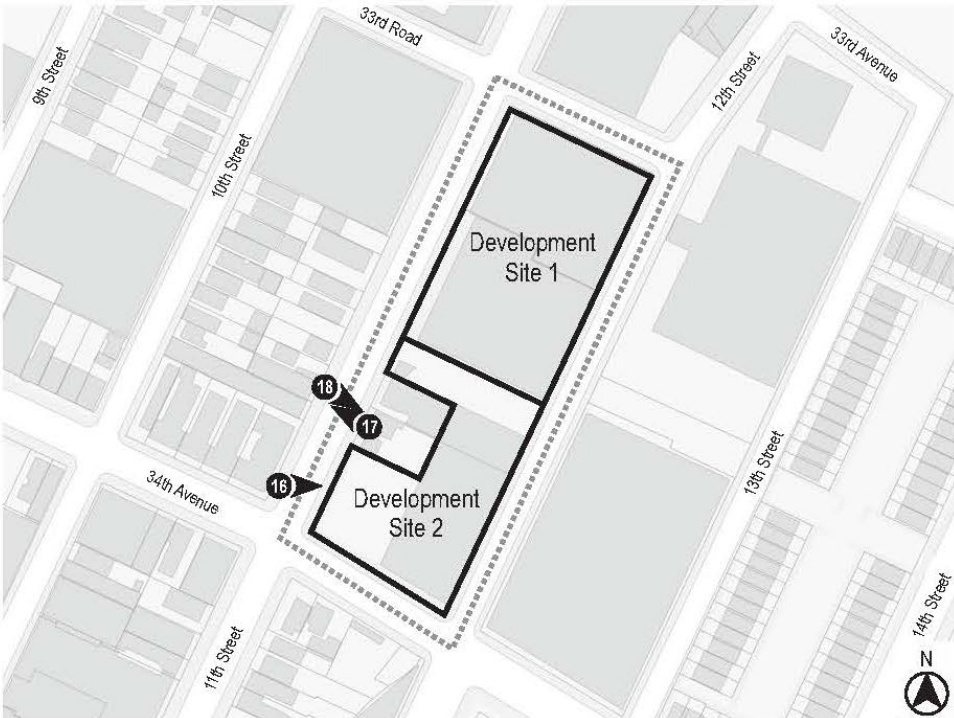 33rd Road
33rd Avenue
9th Street
12th Street
10th Street
Development
Site 1
18
17
16
34th Avenue
Development
Site 2
13th Street
14th Street
11th Street
N